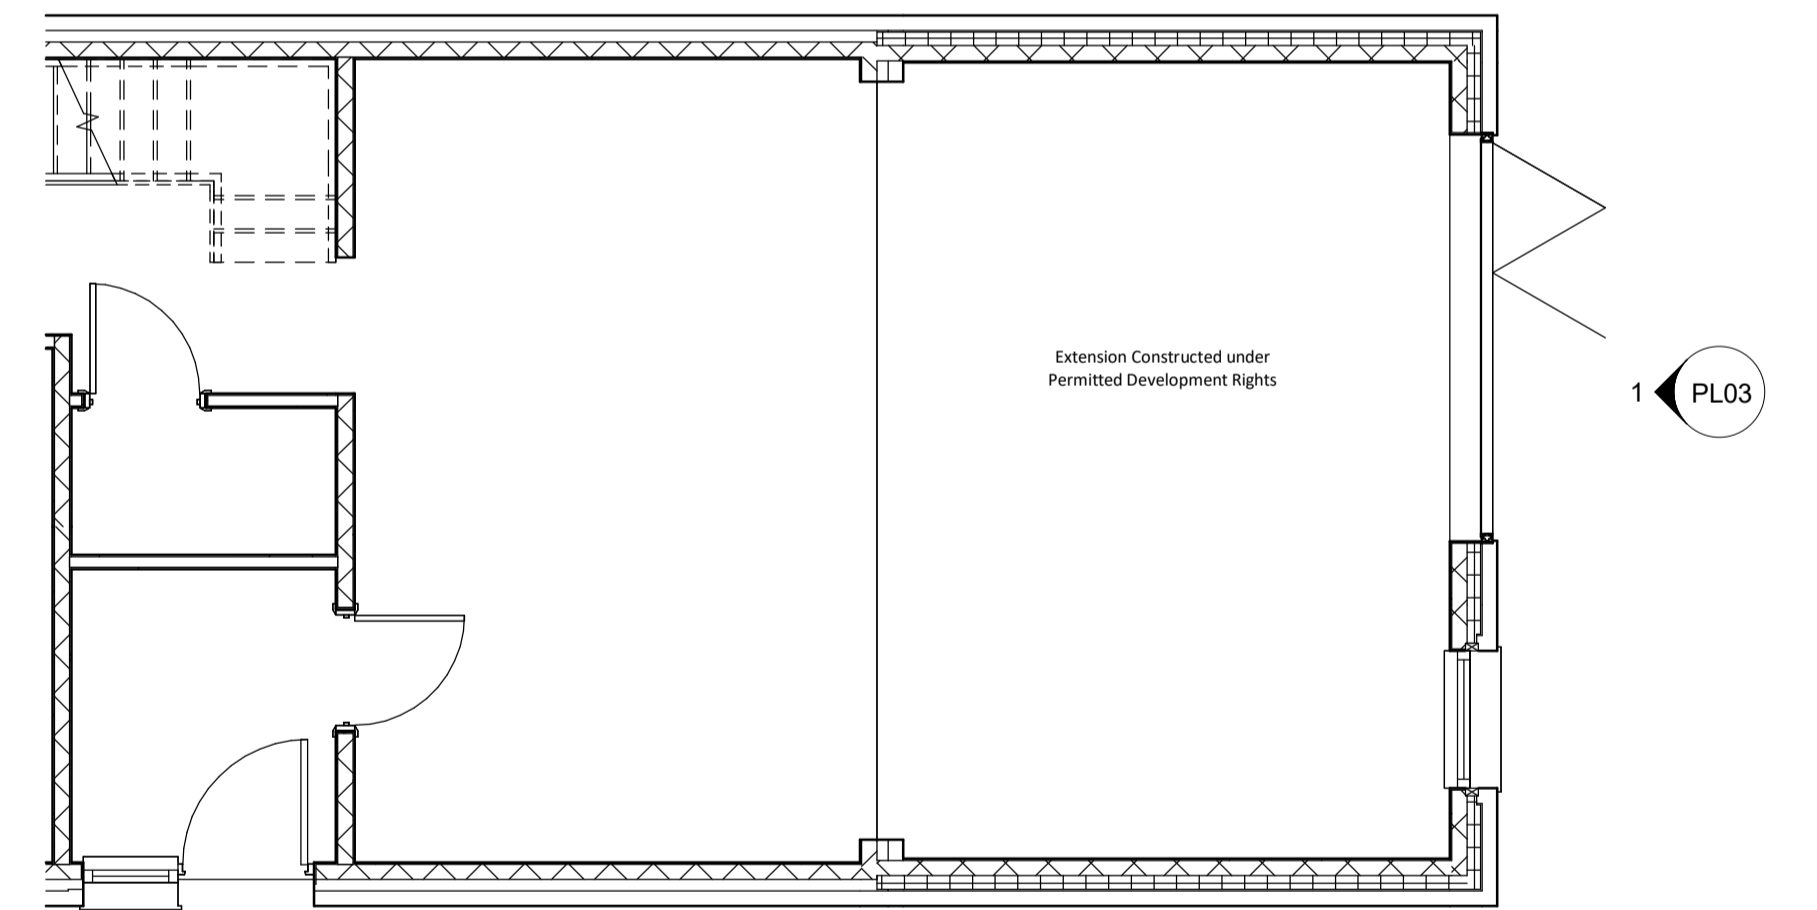 Extension Constructed under
Permitted Development Rights
1 PL03